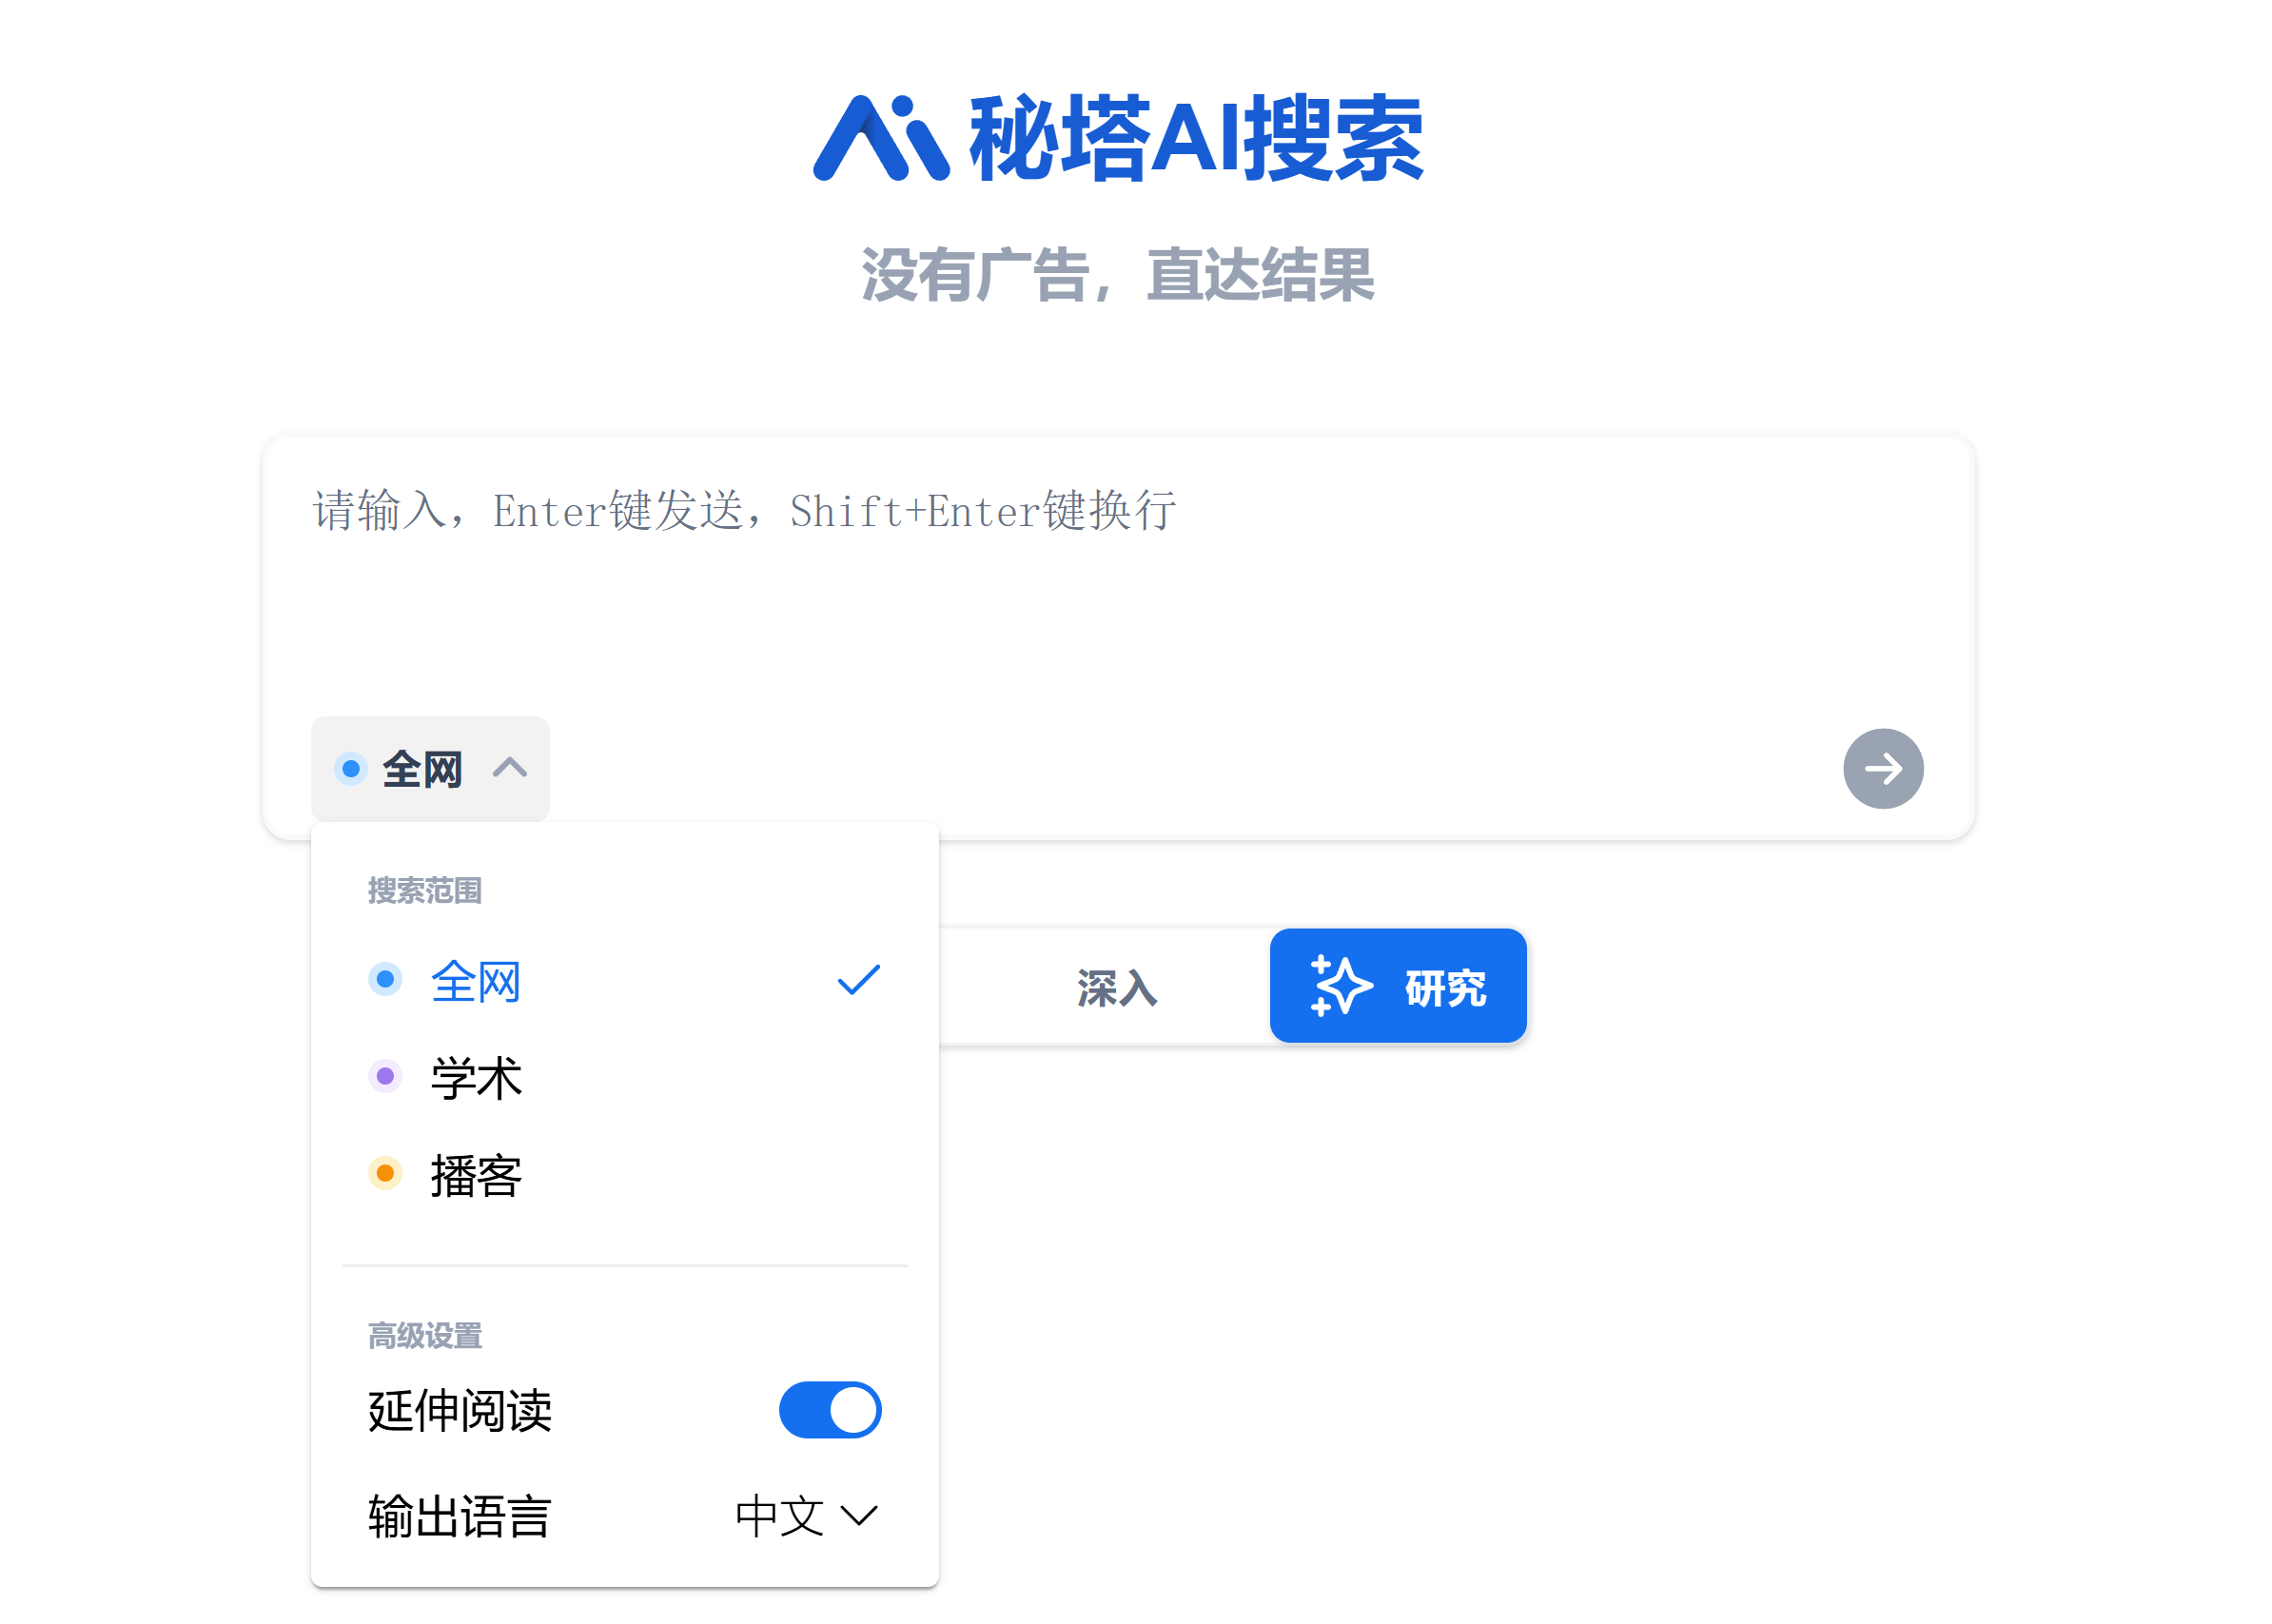 秘塔AI搜索
没有广告，直达结果
请输入，Enter键发送，Shift+Enter键换行
全网
搜索范围
全网
学术
播客
深入
研究
高级设置
延伸阅读
输出语言 中文